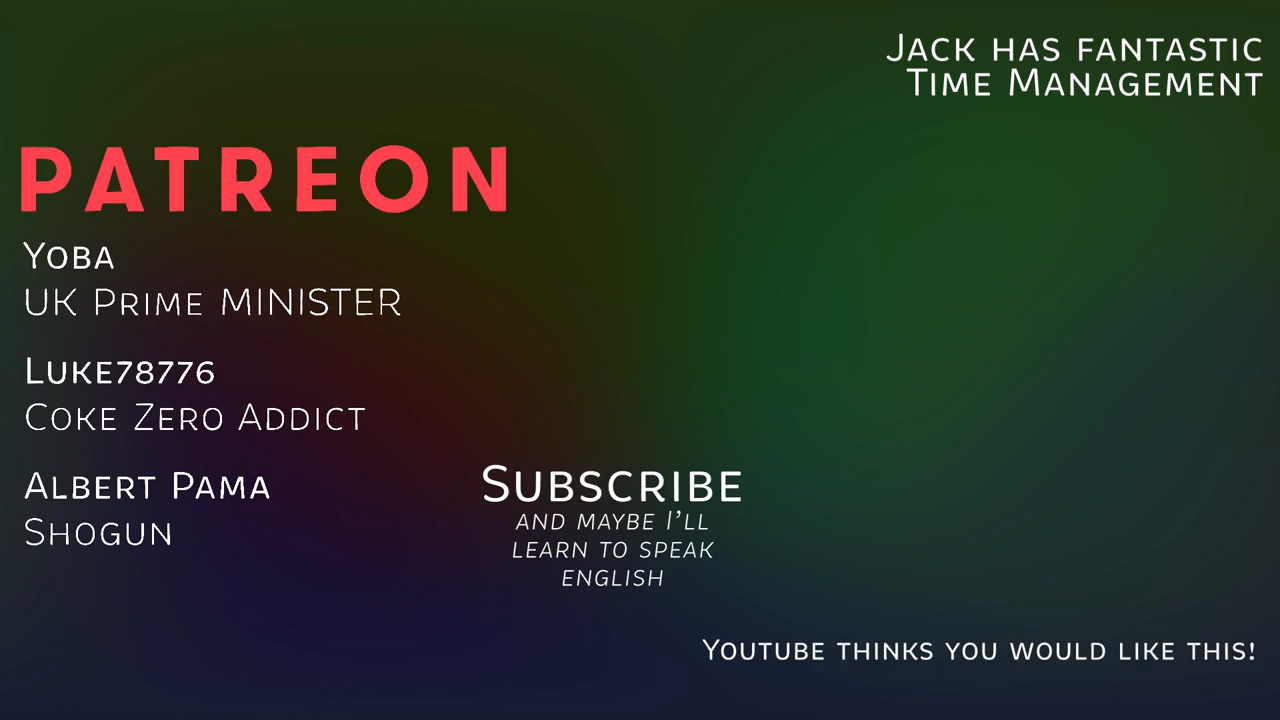 Jack has fantastic
Time Management
PATREON
Yoba
UK Prime MINISTER
Luke78776
Coke Zero Addict
Albert Pama
Shogun
Subscribe
and maybe I'll
learn to speak
english
Youtube thinks you would like this!